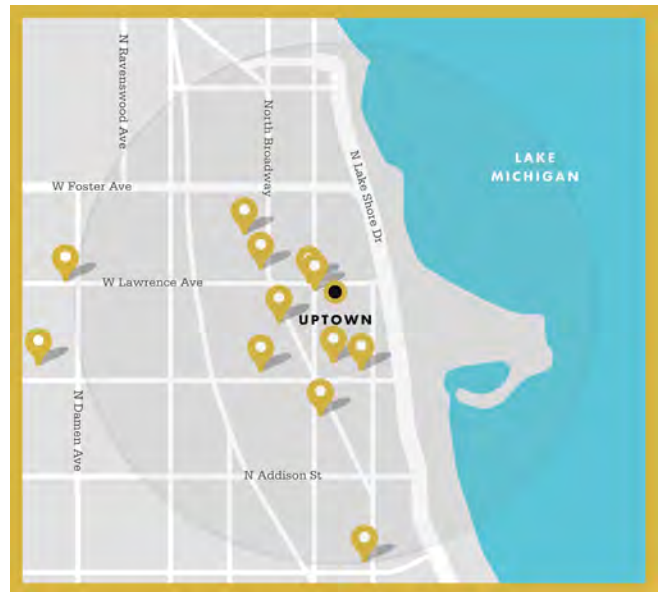 N Ravenswood Ave
North Broadway
N Lake Shore Dr
LAKE
MICHIGAN
W Foster Ave
W Lawrence Ave
UPTOWN
N Damen Ave
N Addison St